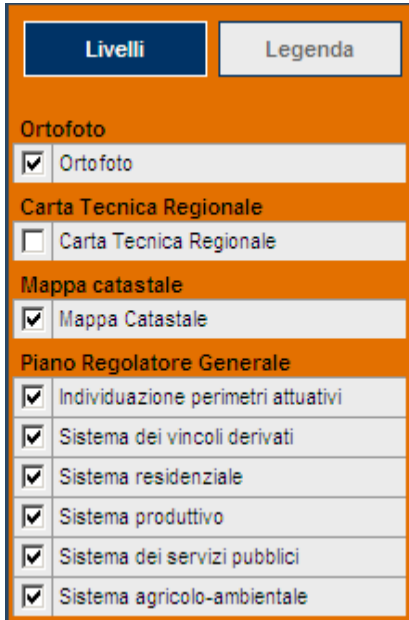 Livelli Legenda
Ortofoto
Ortofoto
Carta Tecnica Regionale
Carta Tecnica Regionale
Mappa catastale
Mappa Catastale
Piano Regolatore Generale
Individuazione perimetri attuativi
Sistema dei vincoli derivati
Sistema residenziale
Sistema produttivo
Sistema dei servizi pubblici
Sistema agricolo-ambientale